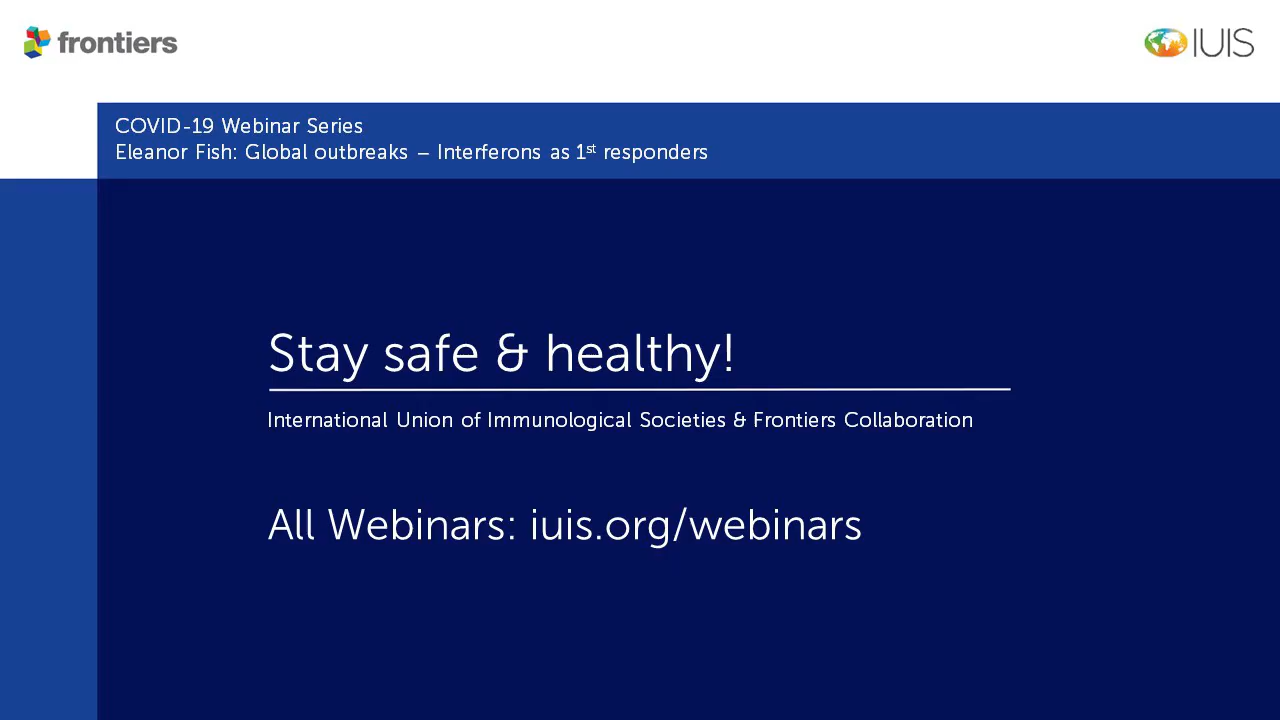 frontiers
IUIS
COVID-19 Webinar Series
Eleanor Fish: Global outbreaks – Interferons as 1st responders
Stay safe & healthy!
International Union of Immunological Societies & Frontiers Collaboration
All Webinars: iuis.org/webinars